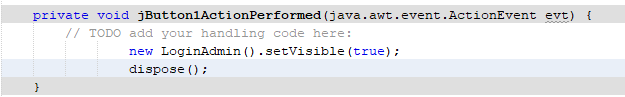 private void jButton1ActionPerformed(java.awt.event.ActionEvent evt) {
// TODO add your handling code here:
new LoginAdmin().setVisible(true);
dispose();
}